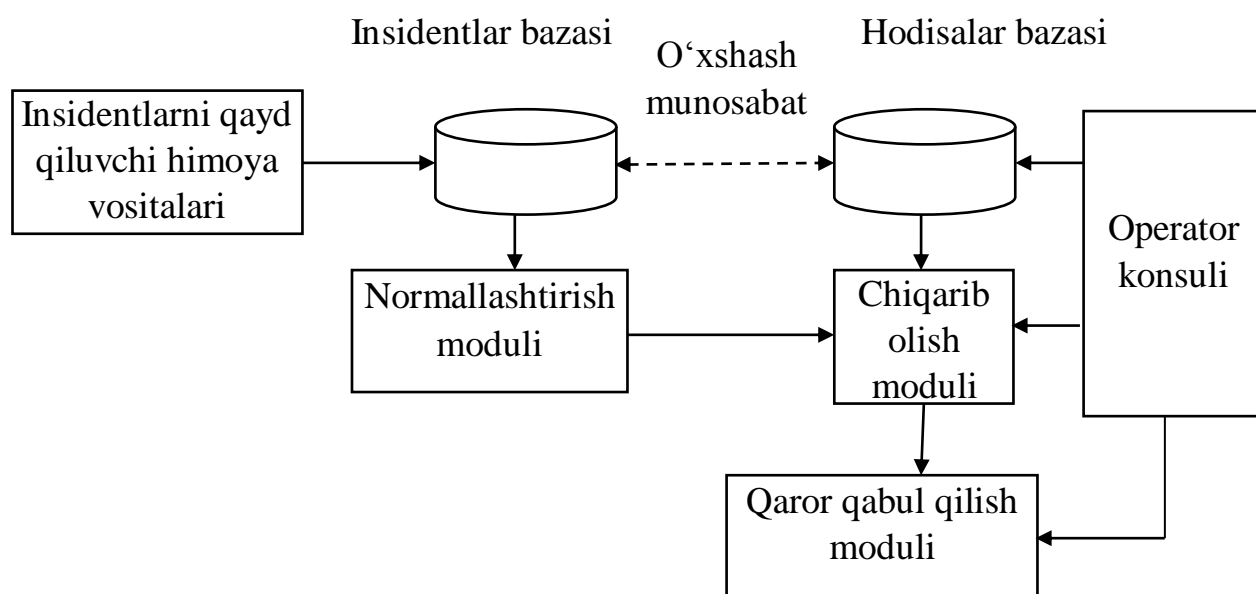 Insidentlar bazasi
Hodisalar bazasi
O‘xshash
munosabat
Insidentlarni qayd
qiluvchi himoya
vositalari
Operator
konsuli
Normallashtirish
moduli
Chiqarib
olish
moduli
Qaror qabul qilish
moduli